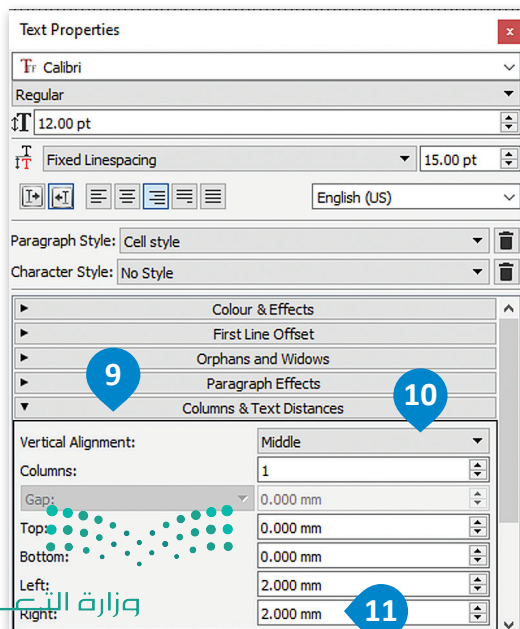 Text Properties
x
Tr Calibri
Regular
12.00 pt
Fixed Linespacing 15.00 pt
English (US)
Paragraph Style: Cell style
Character Style: No Style
Colour & Effects
First Line Offset
Orphans and Widows
9
Paragraph Effects
10
Columns & Text Distances
Vertical Alignment: Middle
Columns: 1
Gap: 0.000 mm
Top: 0.000 mm
Bottom: 0.000 mm
Left: 2.000 mm
وزارة
Right: 2.000 mm 11